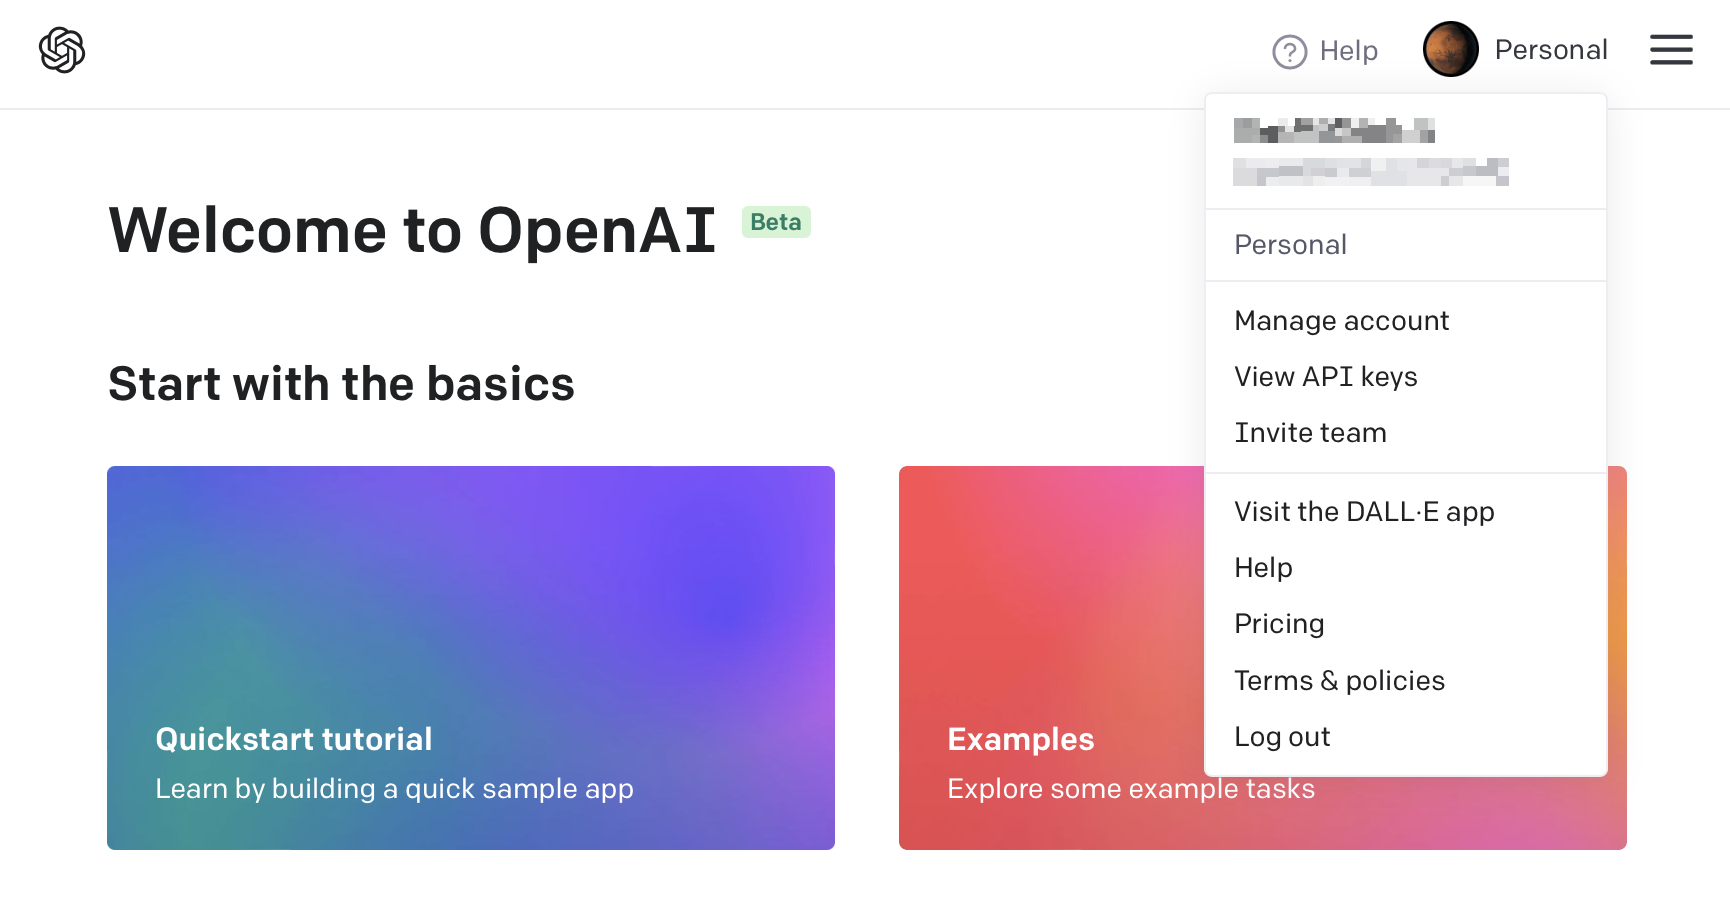 Help
Personal
Welcome to OpenAI Beta
Start with the basics
Quickstart tutorial
Learn by building a quick sample app
Examples
Explore some example tasks
Personal
Manage account
View API keys
Invite team
Visit the DALL·E app
Help
Pricing
Terms & policies
Log out